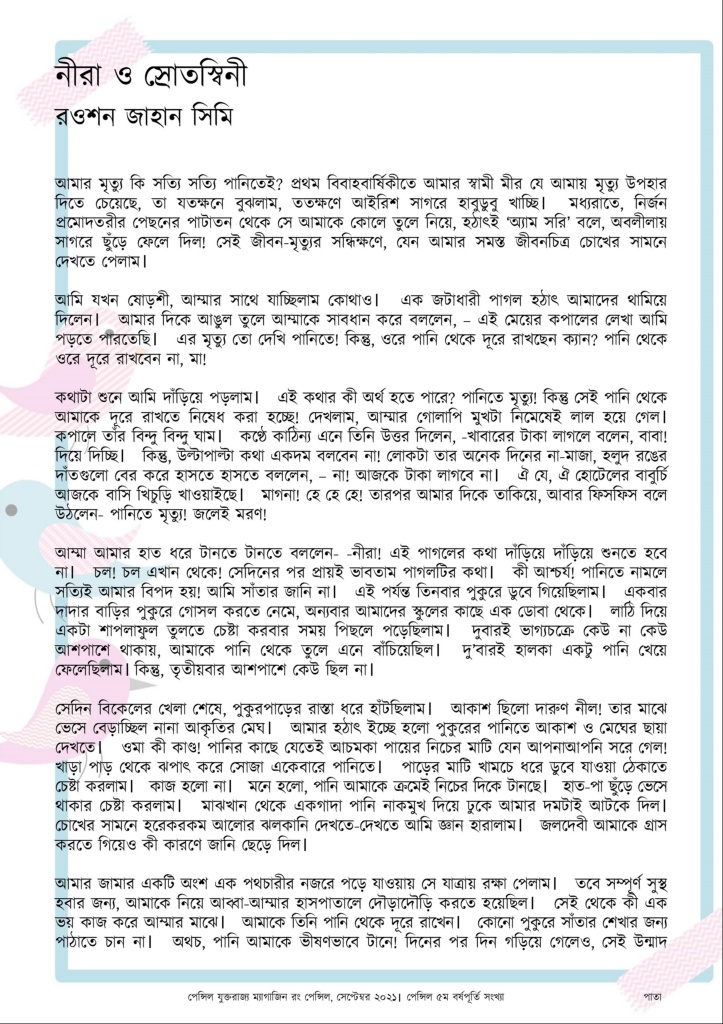 নীরা ও স্রোতস্বিনী
রওশন জাহান সিমি
আমার মৃত্যু কি সত্যি সত্যি পানিতেই? প্রথম বিবাহবার্ষিকীতে আমার স্বামী মীর যে আমায় মৃত্যু উপহার
দিতে চেয়েছে, তা যতক্ষনে বুঝলাম, ততক্ষণে আইরিশ সাগরে হাবুডুবু খাচ্ছি। মধ্যরাতে, নির্জন
প্রমোদতরীর পেছনের পাটাতন থেকে সে আমাকে কোলে তুলে নিয়ে, হঠাৎই ‘অ্যাম সরি’ বলে, অবলীলায়
সাগরে ছুঁড়ে ফেলে দিল! সেই জীবন-মৃত্যুর সন্ধিক্ষণে, যেন আমার সমস্ত জীবনচিত্র চোখের সামনে
দেখতে পেলাম।
আমি যখন ষোড়শী, আম্মার সাথে যাচ্ছিলাম কোথাও। এক জটাধারী পাগল হঠাৎ আমাদের থামিয়ে
দিলেন। আমার দিকে আঙুল তুলে আম্মাকে সাবধান করে বললেন, – এই মেয়ের কপালের লেখা আমি
পড়তে পারতেছি। এর মৃত্যু তো দেখি পানিতে! কিন্তু, ওরে পানি থেকে দূরে রাখছেন ক্যান? পানি থেকে
ওরে দূরে রাখবেন না, মা!
কথাটা শুনে আমি দাঁড়িয়ে পড়লাম। এই কথার কী অর্থ হতে পারে? পানিতে মৃত্যু! কিন্তু সেই পানি থেকে
আমাকে দূরে রাখতে নিষেধ করা হচ্ছে! দেখলাম, আম্মার গোলাপি মুখটা নিমেষেই লাল হয়ে গেল।
কপালে তাঁর বিন্দু বিন্দু ঘাম। কণ্ঠে কাঠিন্য এনে তিনি উত্তর দিলেন, -খাবারের টাকা লাগলে বলেন, বাবা!
দিয়ে দিচ্ছি। কিন্তু, উল্টাপাল্টা কথা একদম বলবেন না! লোকটা তার অনেক দিনের না-মাজা, হলুদ রঙের
দাঁতগুলো বের করে হাসতে হাসতে বললেন, – না! আজকে টাকা লাগবে না। ঐ যে, ঐ হোটেলের বাবুর্চি
আজকে বাসি খিচুড়ি খাওয়াইছে। মাগনা! হে হে হে! তারপর আমার দিকে তাকিয়ে, আবার ফিসফিস বলে
উঠলেন- পানিতে মৃত্যু! জলেই মরণ!
আম্মা আমার হাত ধরে টানতে টানতে বললেন- -নীরা! এই পাগলের কথা দাঁড়িয়ে দাঁড়িয়ে শুনতে হবে
না। চল! চল এখান থেকে! সেদিনের পর প্রায়ই ভাবতাম পাগলটির কথা। কী আশ্চর্য! পানিতে নামলে
সত্যিই আমার বিপদ হয়! আমি সাঁতার জানি না। এই পর্যন্ত তিনবার পুকুরে ডুবে গিয়েছিলাম। একবার
দাদার বাড়ির পুকুরে গোসল করতে নেমে, অন্যবার আমাদের স্কুলের কাছে এক ডোবা থেকে। লাঠি দিয়ে
একটা শাপলাফুল তুলতে চেষ্টা করবার সময় পিছলে পড়েছিলাম। দুবারই ভাগ্যচক্রে কেউ না কেউ
আশপাশে থাকায়, আমাকে পানি থেকে তুলে এনে বাঁচিয়েছিল। দু’বারই হালকা একটু পানি খেয়ে
ফেলেছিলাম। কিন্তু, তৃতীয়বার আশপাশে কেউ ছিল না।
সেদিন বিকেলের খেলা শেষে, পুকুরপাড়ের রাস্তা ধরে হাঁটছিলাম। আকাশ ছিলো দারুণ নীল! তার মাঝে
ভেসে বেড়াচ্ছিল নানা আকৃতির মেঘ। আমার হঠাৎ ইচ্ছে হলো পুকুরের পানিতে আকাশ ও মেঘের ছায়া
দেখতে। ওমা কী কাণ্ড! পানির কাছে যেতেই আচমকা পায়ের নিচের মাটি যেন আপনাআপনি সরে গেল!
খাড়া পাড় থেকে ঝপাৎ করে সোজা একেবারে পানিতে। পাড়ের মাটি খামচে ধরে ডুবে যাওয়া ঠেকাতে
চেষ্টা করলাম। কাজ হলো না। মনে হলো, পানি আমাকে ক্রমেই নিচের দিকে টানছে। হাত-পা ছুঁড়ে ভেসে
থাকার চেষ্টা করলাম। মাঝখান থেকে একগাদা পানি নাকমুখ দিয়ে ঢুকে আমার দমটাই আটকে দিল।
চোখের সামনে হরেকরকম আলোর ঝলকানি দেখতে-দেখতে আমি জ্ঞান হারালাম। জলদেবী আমাকে গ্রাস
করতে গিয়েও কী কারণে জানি ছেড়ে দিল।
আমার জামার একটি অংশ এক পথচারীর নজরে পড়ে যাওয়ায় সে যাত্রায় রক্ষা পেলাম। তবে সম্পূর্ণ সুস্থ
হবার জন্য, আমাকে নিয়ে আব্বা-আম্মার হাসপাতালে দৌড়াদৌড়ি করতে হয়েছিল। সেই থেকে কী এক
ভয় কাজ করে আম্মার মাঝে। আমাকে তিনি পানি থেকে দূরে রাখেন। কোনো পুকুরে সাঁতার শেখার জন্য
পাঠাতে চান না। অথচ, পানি আমাকে ভীষণভাবে টানে! দিনের পর দিন গড়িয়ে গেলেও, সেই উন্মাদ
পেন্সিল যুক্তরাজ্য ম্যাগাজিন রং পেন্সিল, সেপ্টেম্বর ২০২১। পেন্সিল ৫ম বর্ষপূর্তি সংখ্যা পাতা